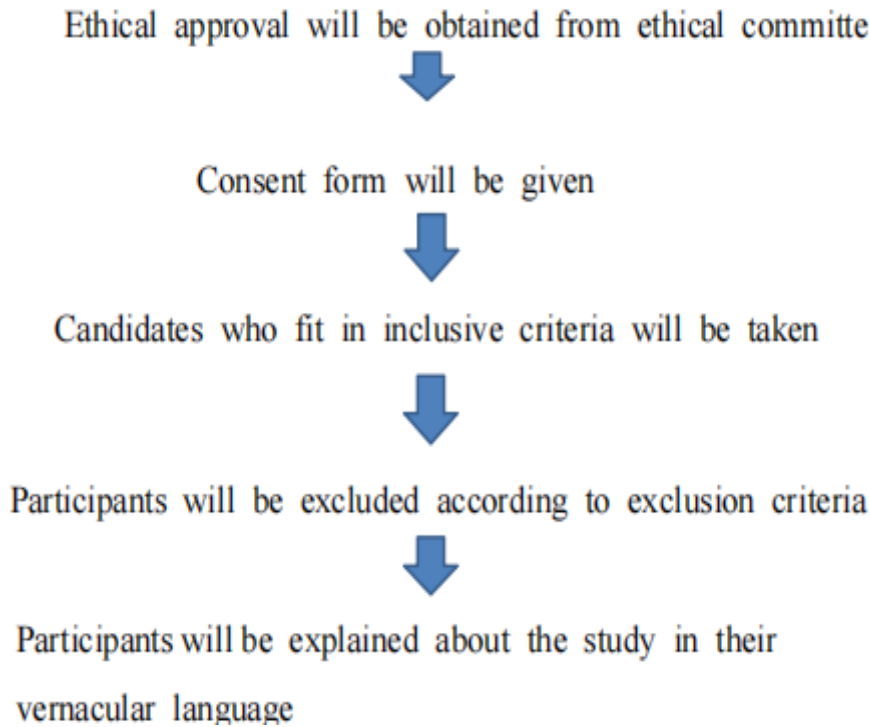 Ethical approval will be obtained from ethical committe
Consent form will be given
Candidates who fit in inclusive criteria will be taken
Participants will be excluded according to exclusion criteria
Participants will be explained about the study in their
vernacular language